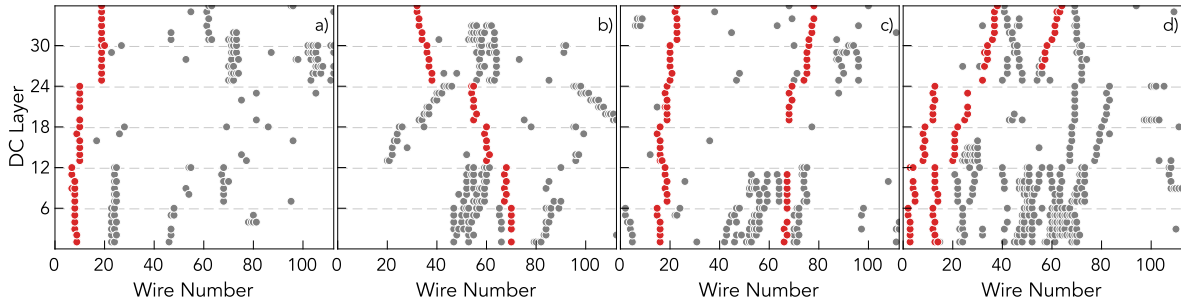 a) b) c) d)
DC Layer
30
24
18
12
6
0 20 40 60 80 100 0 20 40 60 80 100 0 20 40 60 80 100 0 20 40 60 80 100
Wire Number Wire Number Wire Number Wire Number